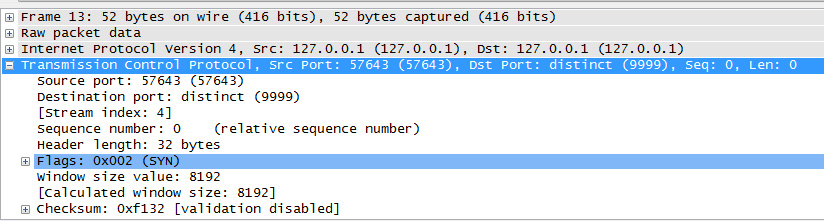 Frame 13: 52 bytes on wire (416 bits), 52 bytes captured (416 bits)
Raw packet data
Internet Protocol Version 4, Src: 127.0.0.1 (127.0.0.1), Dst: 127.0.0.1 (127.0.0.1)
Transmission Control Protocol, Src Port: 57643 (57643), Dst Port: distinct (9999), Seq: 0, Len: 0
Source port: 57643 (57643)
Destination port: distinct (9999)
[Stream index: 4]
Sequence number: 0    (relative sequence number)
Header length: 32 bytes
Flags: 0x002 (SYN)
Window size value: 8192
[Calculated window size: 8192]
Checksum: 0xf132 [validation disabled]